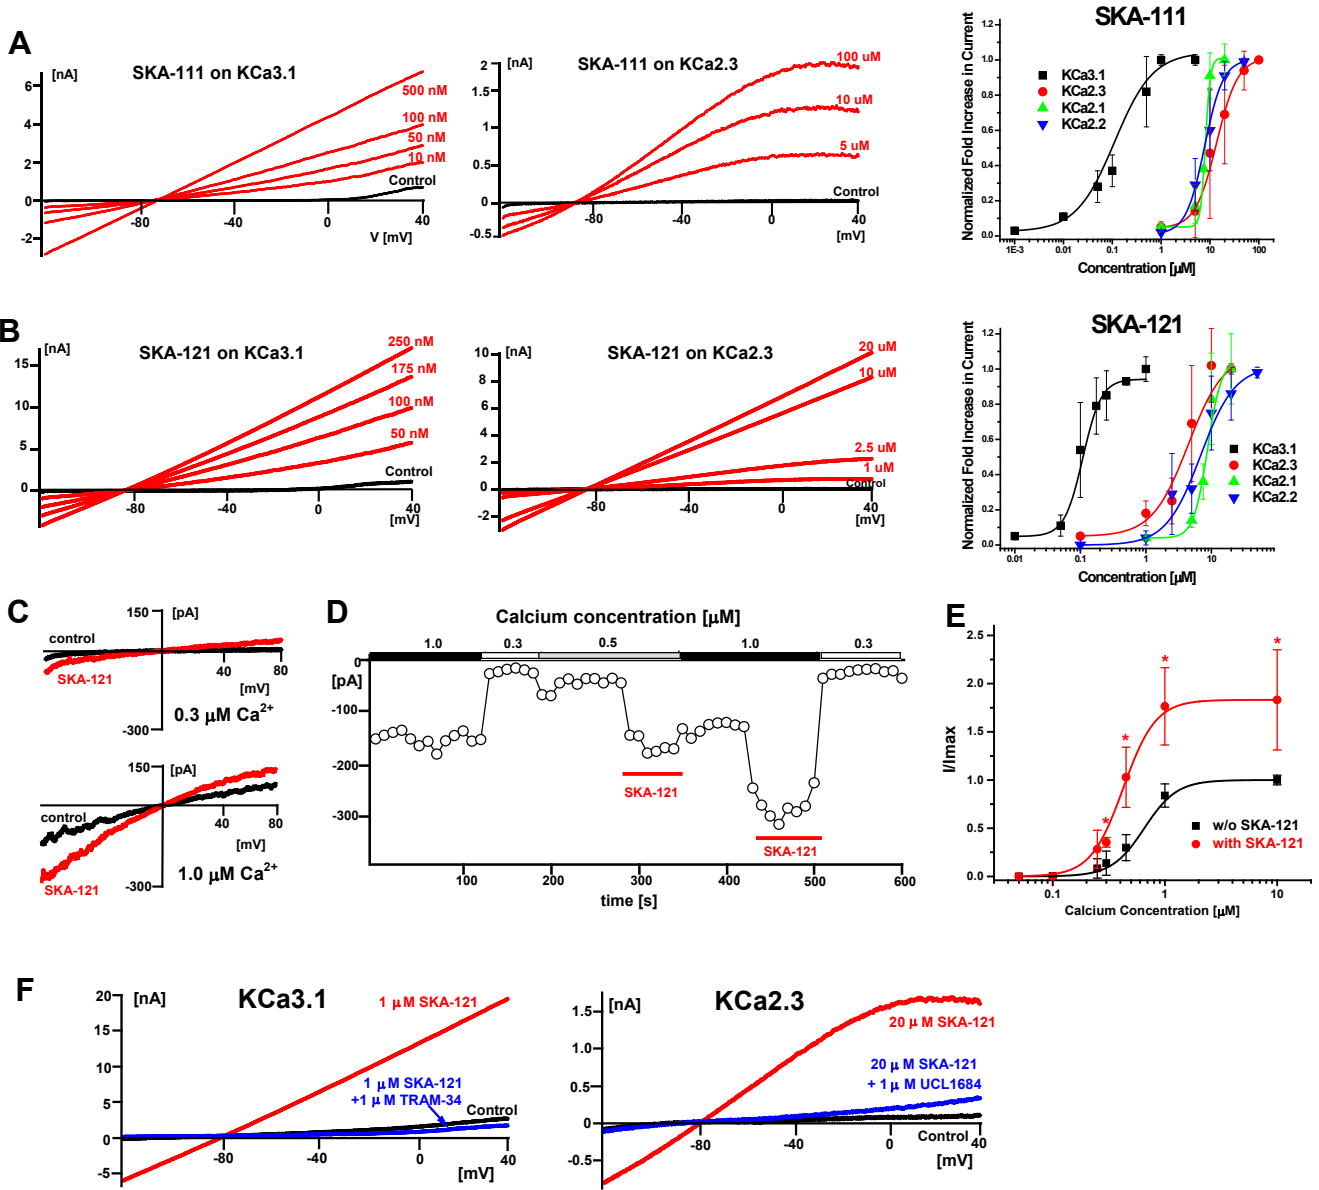 A
[nA]
SKA-111 on KCa3.1
6
4
2
0
-2
500 nM
100 nM
50 nM
10 nM
Control
-80
-40
0
40
V [mV]
SKA-111 on KCa2.3
[nA]
2
1.5
1
0.5
0
-0.5
100 uM
10 uM
5 uM
Control
-80
-40
0
40
[mV]
SKA-111
Normalized Fold Increase in Current
1.2
1.0
0.8
0.6
0.4
0.2
0.0
KCa3.1
KCa2.3
KCa2.1
KCa2.2
1E-3
0.01
0.1
1
10
100
Concentration [µM]
B
[nA]
SKA-121 on KCa3.1
15
10
5
0
250 nM
175 nM
100 nM
50 nM
Control
-80
-40
0
40
[mV]
[nA]
SKA-121 on KCa2.3
10
8
6
4
2
0
-2
20 uM
10 uM
2.5 uM
1 uM
Control
-80
-40
0
40
[mV]
SKA-121
Normalized Fold Increase in Current
1.2
1.0
0.8
0.6
0.4
0.2
0.0
KCa3.1
KCa2.3
KCa2.1
KCa2.2
0.01
0.1
1
10
Concentration [µM]
C
150
[pA]
control
SKA-121
40
80
[mV]
-300
0.3 µM Ca²⁺
150
[pA]
control
SKA-121
40
80
[mV]
-300
1.0 µM Ca²⁺
D
Calcium concentration [µM]
1.0
0.3
0.5
1.0
0.3
0
[pA]
-100
-200
-300
SKA-121
SKA-121
100
200
300
400
500
600
time [s]
E
I/Imax
2.5
2.0
1.5
1.0
0.5
0.0
*
*
*
*
w/o SKA-121
with SKA-121
0.1
1
10
Calcium Concentration [µM]
F
[nA]
KCa3.1
20
15
10
5
0
-5
1 µM SKA-121
1 µM SKA-121
+1 µM TRAM-34
Control
-80
-40
0
40
[mV]
[nA]
KCa2.3
1.5
1.0
0.5
0
-0.5
20 µ M SKA-121
20 µ M SKA-121
+ 1 µ M UCL1684
Control
-80
-40
0
40
[mV]